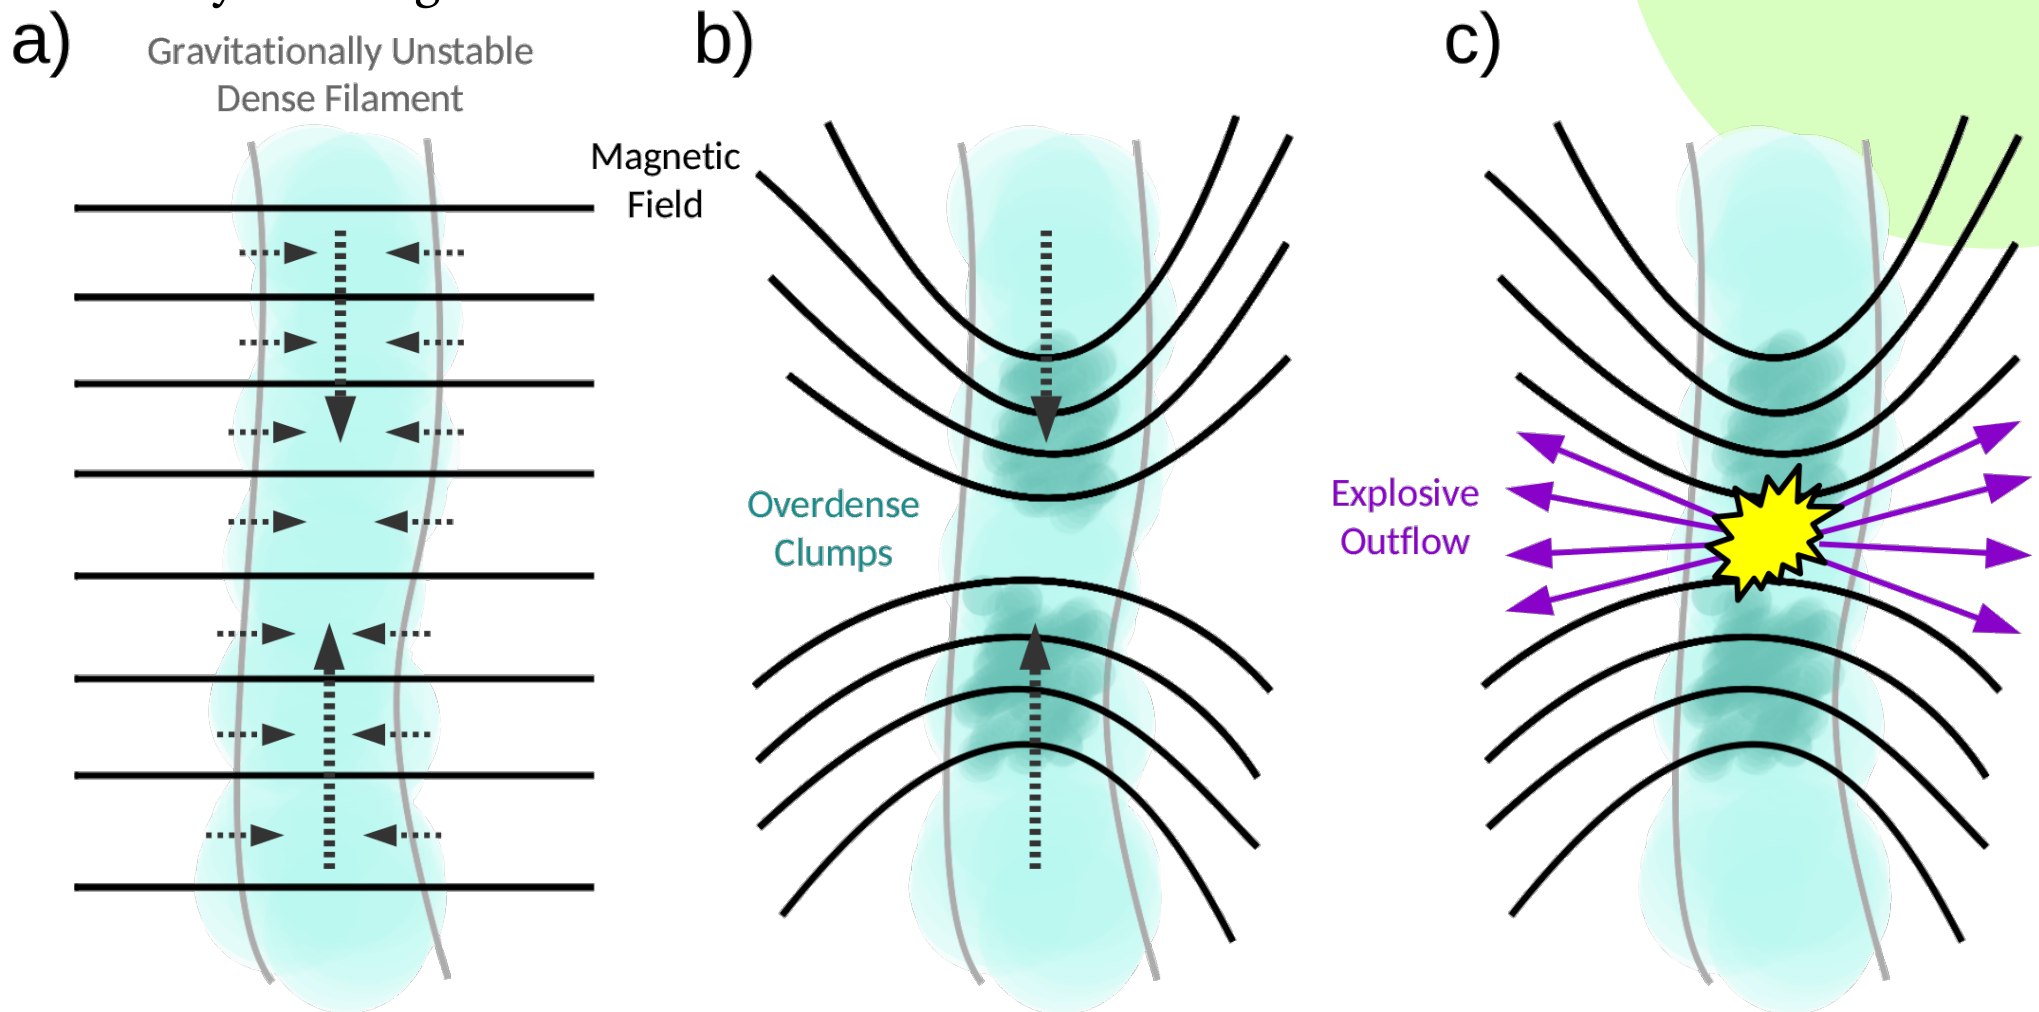 a)
Gravitationally Unstable
Dense Filament
Magnetic
Field
b)
Overdense
Clumps
c)
Explosive
Outflow